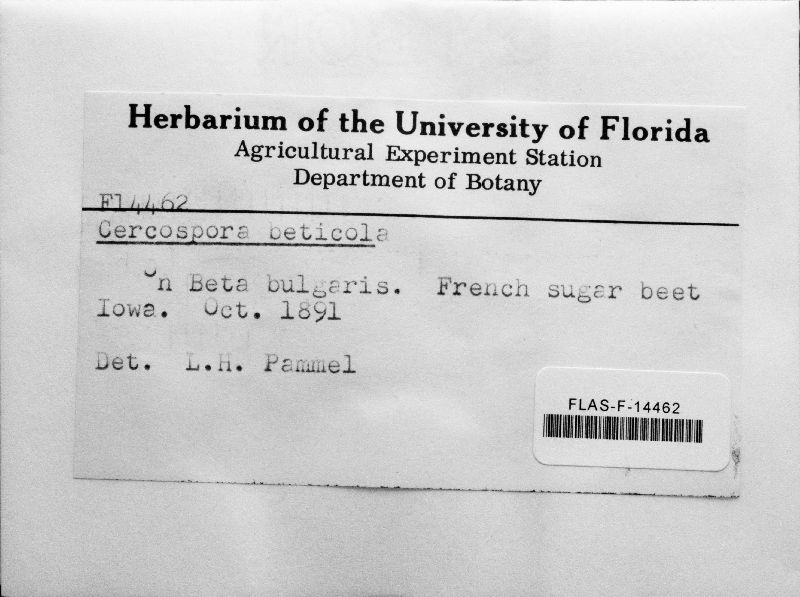 Herbarium of the University of Florida
Agricultural Experiment Station
Department of Botany
F14462
Cercospora beticola
On Beta bulgaris. French sugar beet
Iowa. Oct. 1891
Det. L.H. Pammel
FLAS-F-14462